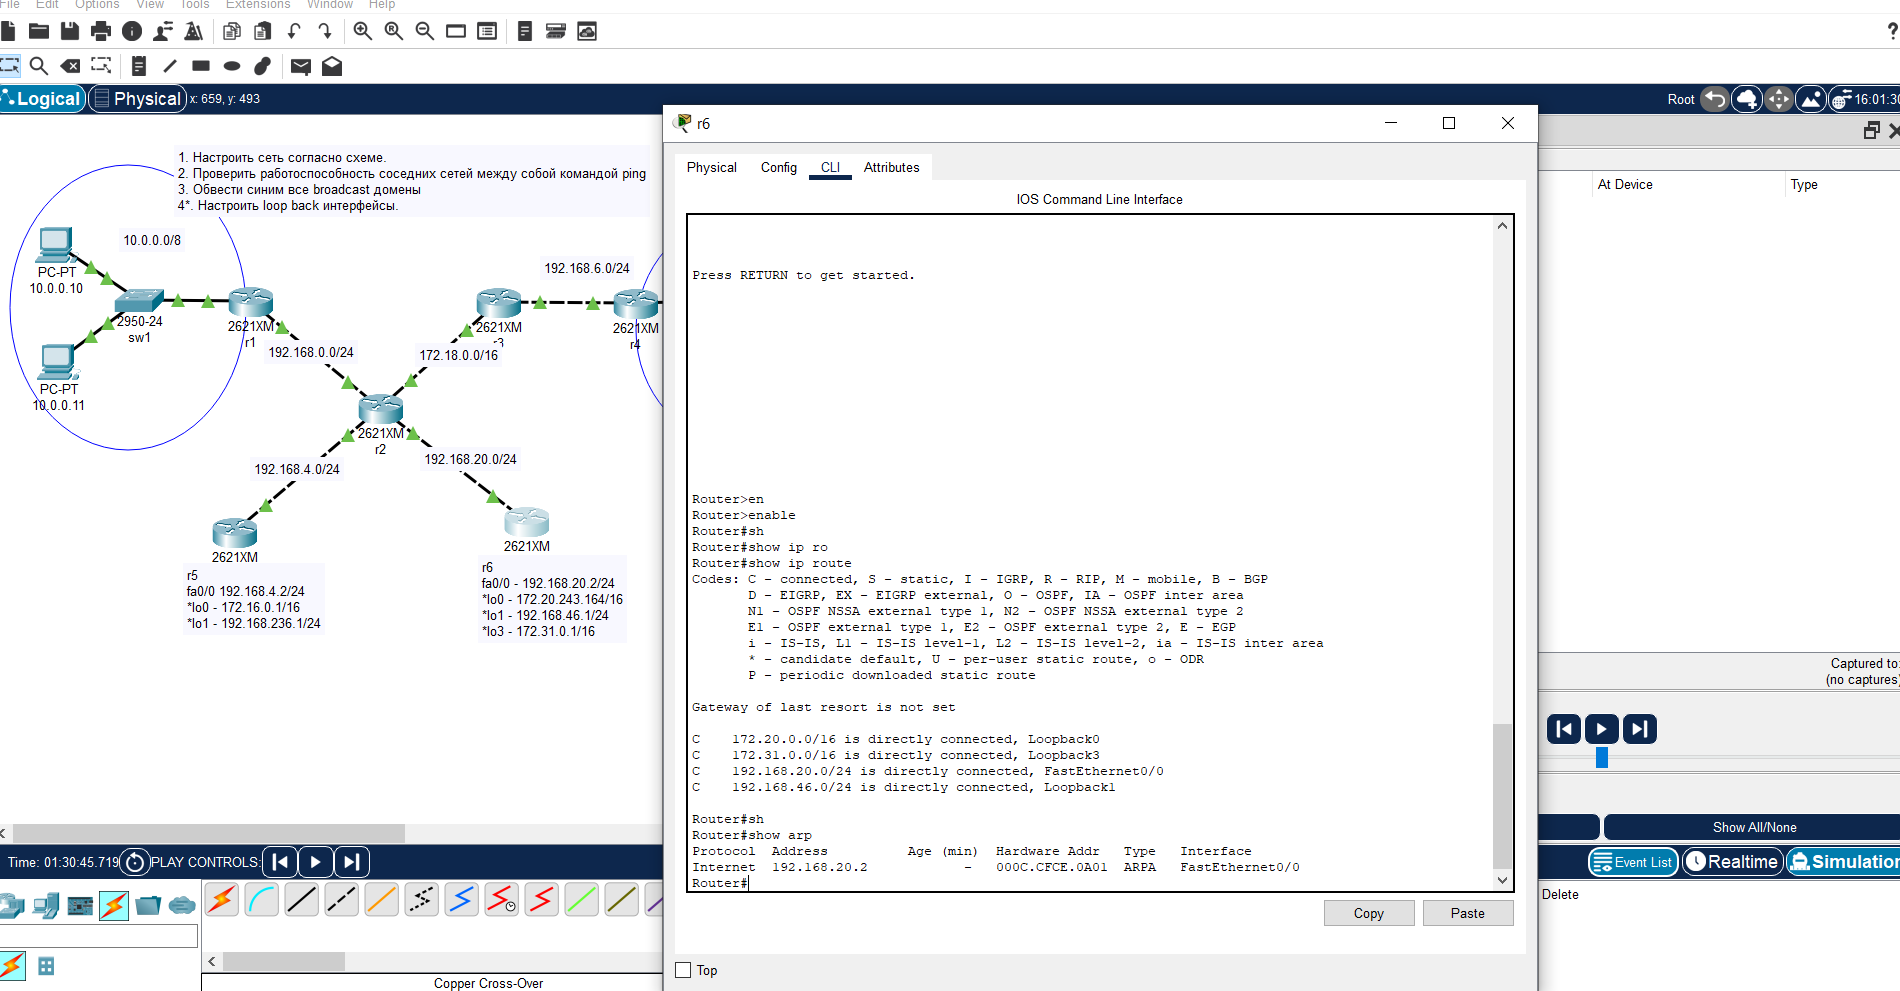 File Edit Options View Tools Extensions Window Help
?
Logical
Physical
x: 659, y: 493
Root
16:01:30
1. Настроить сеть согласно схеме.
2. Проверить работоспособность соседних сетей между собой командой ping
3. Обвести синим все broadcast домены
4*. Настроить loop back интерфейсы.
10.0.0.0/8
PC-PT
10.0.0.10
2950-24
sw1
PC-PT
10.0.0.11
2621XM
r1
192.168.0.0/24
172.18.0.0/16
2621XM
r3
192.168.6.0/24
2621XM
r4
2621XM
r2
192.168.4.0/24
192.168.20.0/24
2621XM
r5
fa0/0 192.168.4.2/24
*lo0 - 172.16.0.1/16
*lo1 - 192.168.236.1/24
2621XM
r6
fa0/0 - 192.168.20.2/24
*lo0 - 172.20.243.164/16
*lo1 - 192.168.46.1/24
*lo3 - 172.31.0.1/16
r6
Physical Config CLI Attributes
IOS Command Line Interface
Press RETURN to get started.
Router>en
Router>enable
Router#sh
Router#show ip ro
Router#show ip route
Codes: C - connected, S - static, I - IGRP, R - RIP, M - mobile, B - BGP
D - EIGRP, EX - EIGRP external, O - OSPF, IA - OSPF inter area
N1 - OSPF NSSA external type 1, N2 - OSPF NSSA external type 2
E1 - OSPF external type 1, E2 - OSPF external type 2, E - EGP
i - IS-IS, L1 - IS-IS level-1, L2 - IS-IS level-2, ia - IS-IS inter area
* - candidate default, U - per-user static route, o - ODR
P - periodic downloaded static route
Gateway of last resort is not set
C 172.20.0.0/16 is directly connected, Loopback0
C 172.31.0.0/16 is directly connected, Loopback3
C 192.168.20.0/24 is directly connected, FastEthernet0/0
C 192.168.46.0/24 is directly connected, Loopback1
Router#sh
Router#show arp
Protocol Address Age (min) Hardware Addr Type Interface
Internet 192.168.20.2 - 000C.CFCE.0A01 ARPA FastEthernet0/0
Router#
Copy Paste
Top
At Device Type
Captured to:
(no captures)
Show All/None
Event List
Realtime
Simulation
Delete
Time: 01:30:45.719
PLAY CONTROLS:
Copper Cross-Over